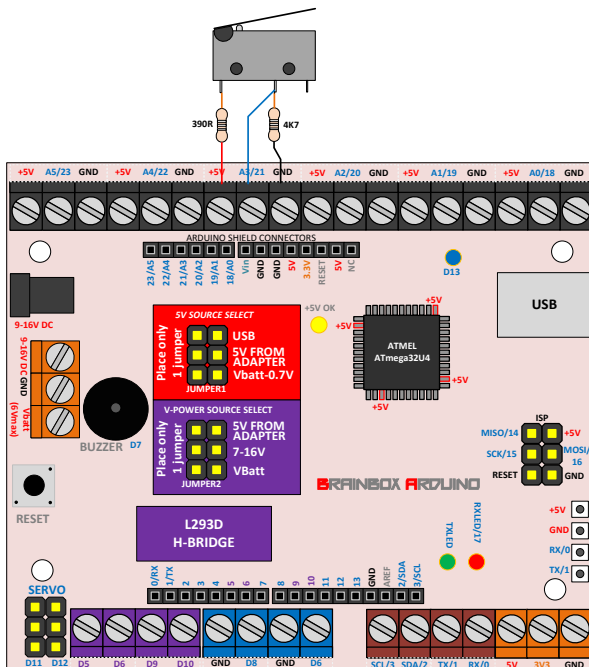 390R
4K7
+5V A5/23 GND +5V A4/22 GND +5V A3/21 GND +5V A2/20 GND +5V A1/19 GND +5V A0/18 GND
ARDUINO SHIELD CONNECTORS
23/A5
22/A4
21/A3
20/A2
19/A1
18/A0
Vin
GND
GND
5V
3.3V
RESET
5V
NC
D13
USB
9-16V DC
9-16V DC
GND
Vbatt
(6Vmax)
5V SOURCE SELECT
Place only
1 jumper
USB
5V FROM
ADAPTER
Vbatt-0.7V
JUMPER1
+5V OK
+5V
+5V
+5V
+5V
ATMEL
ATmega32U4
V-POWER SOURCE SELECT
Place only
1 jumper
5V FROM
ADAPTER
7-16V
VBatt
JUMPER2
BUZZER
D7
RESET
ISP
MISO/14
+5V
SCK/15
MOSI/
16
RESET
GND
BRAINBOX ARDUINO
L293D
H-BRIDGE
TXLED
RXLED/17
+5V
GND
RX/0
TX/1
0/RX
1/TX
2
3
4
5
6
7
8
9
10
11
12
13
GND
AREF
2/SDA
3/SCL
SERVO
D11 D12
D5 D6 D9 D10
GND D8 GND D6
SCL/3 SDA/2 TX/1 RX/0
5V 3V3 GND